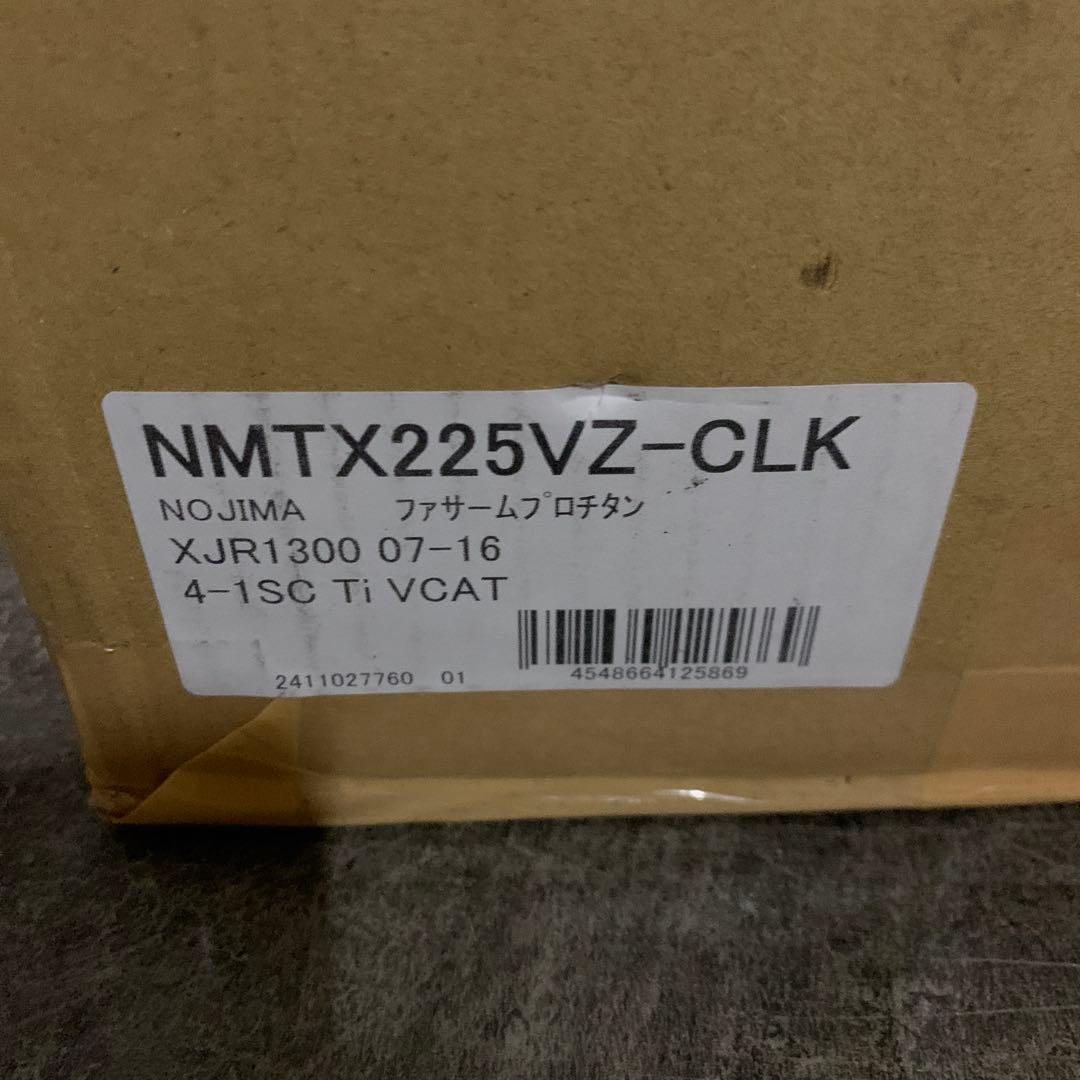 NMTX225VZ-CLK
NOJIMA ファサームプロチタン
XJR1300 07-16
4-1SC Ti VCAT
2411027760 01 4548664125869